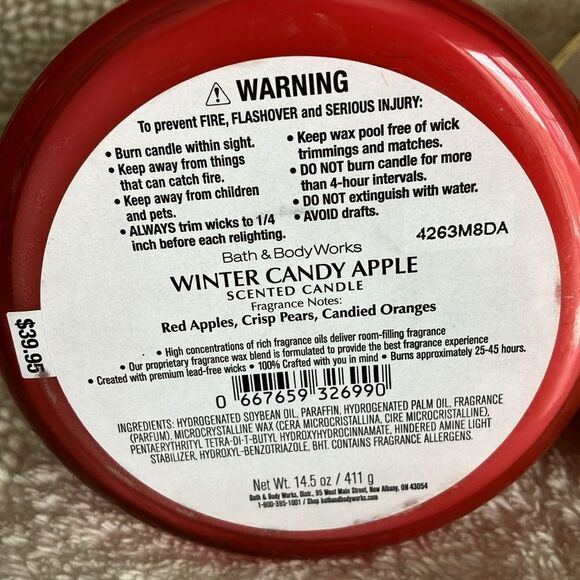 ⚠ WARNING
To prevent FIRE, FLASHOVER and SERIOUS INJURY:
• Burn candle within sight.
• Keep away from things
that can catch fire.
• Keep away from children
and pets.
• ALWAYS trim wicks to 1/4
inch before each relighting.
• Keep wax pool free of wick
trimmings and matches.
• DO NOT burn candle for more
than 4-hour intervals.
• DO NOT extinguish with water.
• AVOID drafts.
4263M8DA
Bath & Body Works
WINTER CANDY APPLE
SCENTED CANDLE
Fragrance Notes:
Red Apples, Crisp Pears, Candied Oranges
• High concentrations of rich fragrance oils deliver room-filling fragrance
• Our proprietary fragrance wax blend is formulated to provide the best fragrance experience
• Created with premium lead-free wicks • 100% Crafted with you in mind • Burns approximately 25-45 hours.
$39.95
0 667659 326990
INGREDIENTS: HYDROGENATED SOYBEAN OIL, PARAFFIN, HYDROGENATED PALM OIL, FRAGRANCE
(PARFUM), MICROCRYSTALLINE WAX (CERA MICROCRISTALLINA, CIRE MICROCRISTALLINE),
PENTAERYTHRITYL TETRA-DI-T-BUTYL HYDROXYHYDROCINNAMATE, HINDERED AMINE LIGHT
STABILIZER, HYDROXYL-BENZOTRIAZOLE, BHT. CONTAINS FRAGRANCE ALLERGENS.
Net Wt. 14.5 oz / 411 g
Bath & Body Works, Distr., 95 West Main Street, New Albany, OH 43054
1-800-395-1001 / Shop bathandbodyworks.com